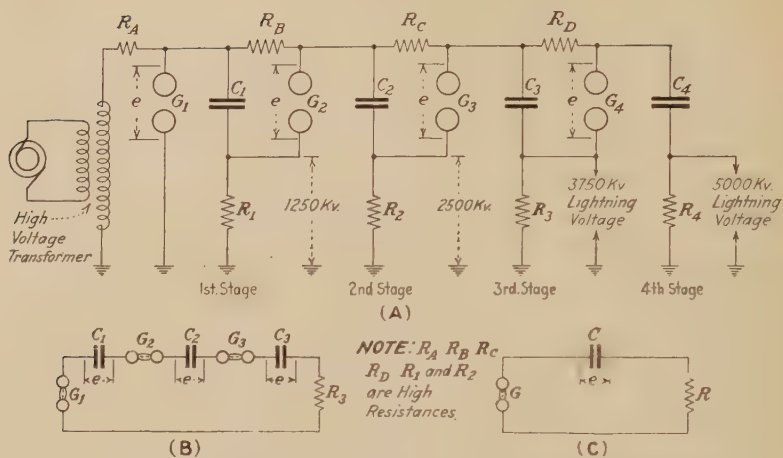 R_A R_B R_C R_D
e G_1 C_1 e G_2 C_2 e G_3 C_3 e G_4 C_4
High
Voltage
Transformer
R_1 1250 Kv. R_2 2500 Kv. R_3
3750 Kv.
Lightning
Voltage
R_4
5000 Kv.
Lightning
Voltage
1st. Stage 2nd Stage 3rd. Stage 4th Stage
(A)
C_1 G_2 C_2 G_3 C_3
e e e
G_1 R_3
(B)
NOTE: R_A R_B R_C
R_D R_1 and R_2
are High
Resistances.
C
e
G R
(C)